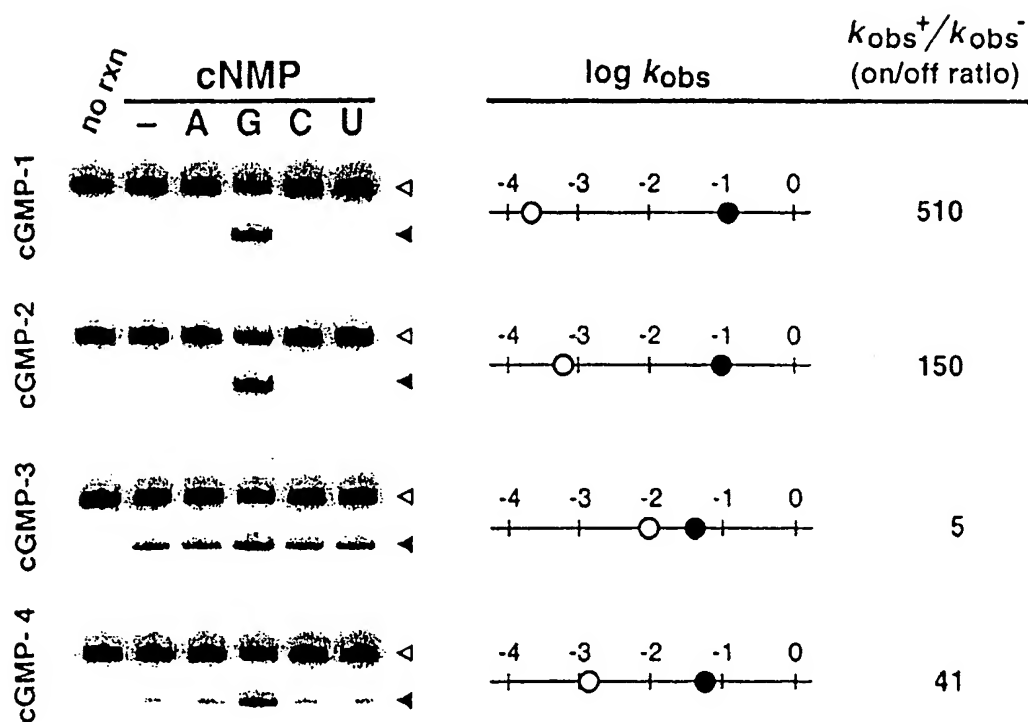 no rxn
cNMP
– A G C U
log kobs
kobs⁺/kobs⁻
(on/off ratio)
cGMP-1
-4 -3 -2 -1 0
510
cGMP-2
-4 -3 -2 -1 0
150
cGMP-3
-4 -3 -2 -1 0
5
cGMP-4
-4 -3 -2 -1 0
41